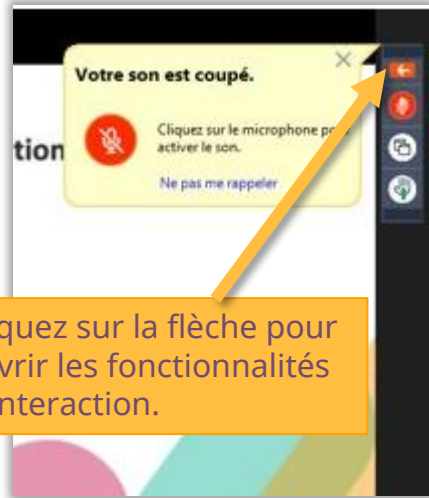 Votre son est coupé.
tion
Cliquez sur le microphone
activer le son.
Ne pas me rappeler
quez sur la flèche pour
vrir les fonctionnalités
nteraction.